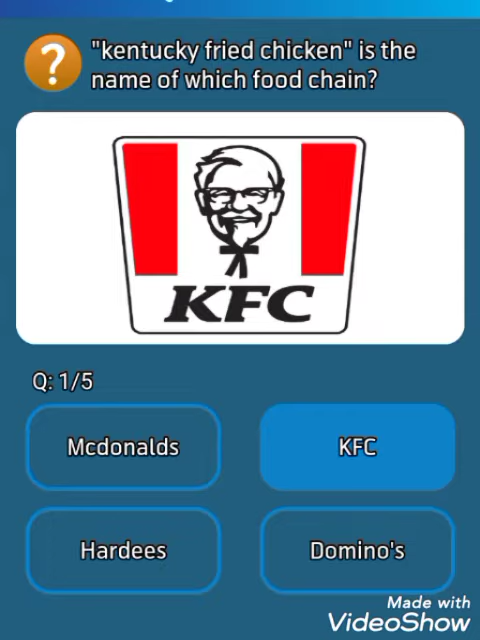 ?
"kentucky fried chicken" is the
name of which food chain?
KFC
Q: 1/5
Mcdonalds
KFC
Hardees
Domino's
Made with
VideoShow